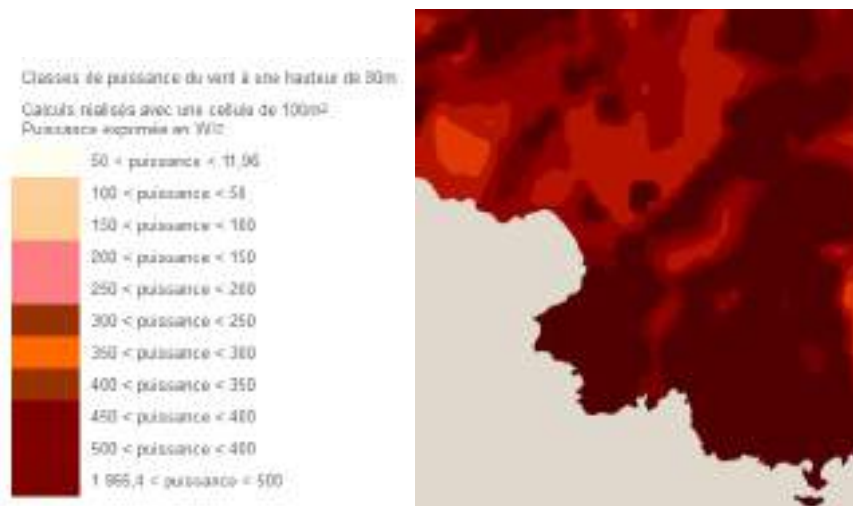 Classes de puissance du vent à une hauteur de 80m
Calculs réalisés avec une cellule de 100m²
Puissance exprimée en
50 < puissance < 11,96
100 < puissance < 50
150 < puissance < 100
200 < puissance < 150
250 < puissance < 200
300 < puissance < 250
350 < puissance < 300
400 < puissance < 350
450 < puissance < 400
500 < puissance < 400
1 966,4 < puissance < 500